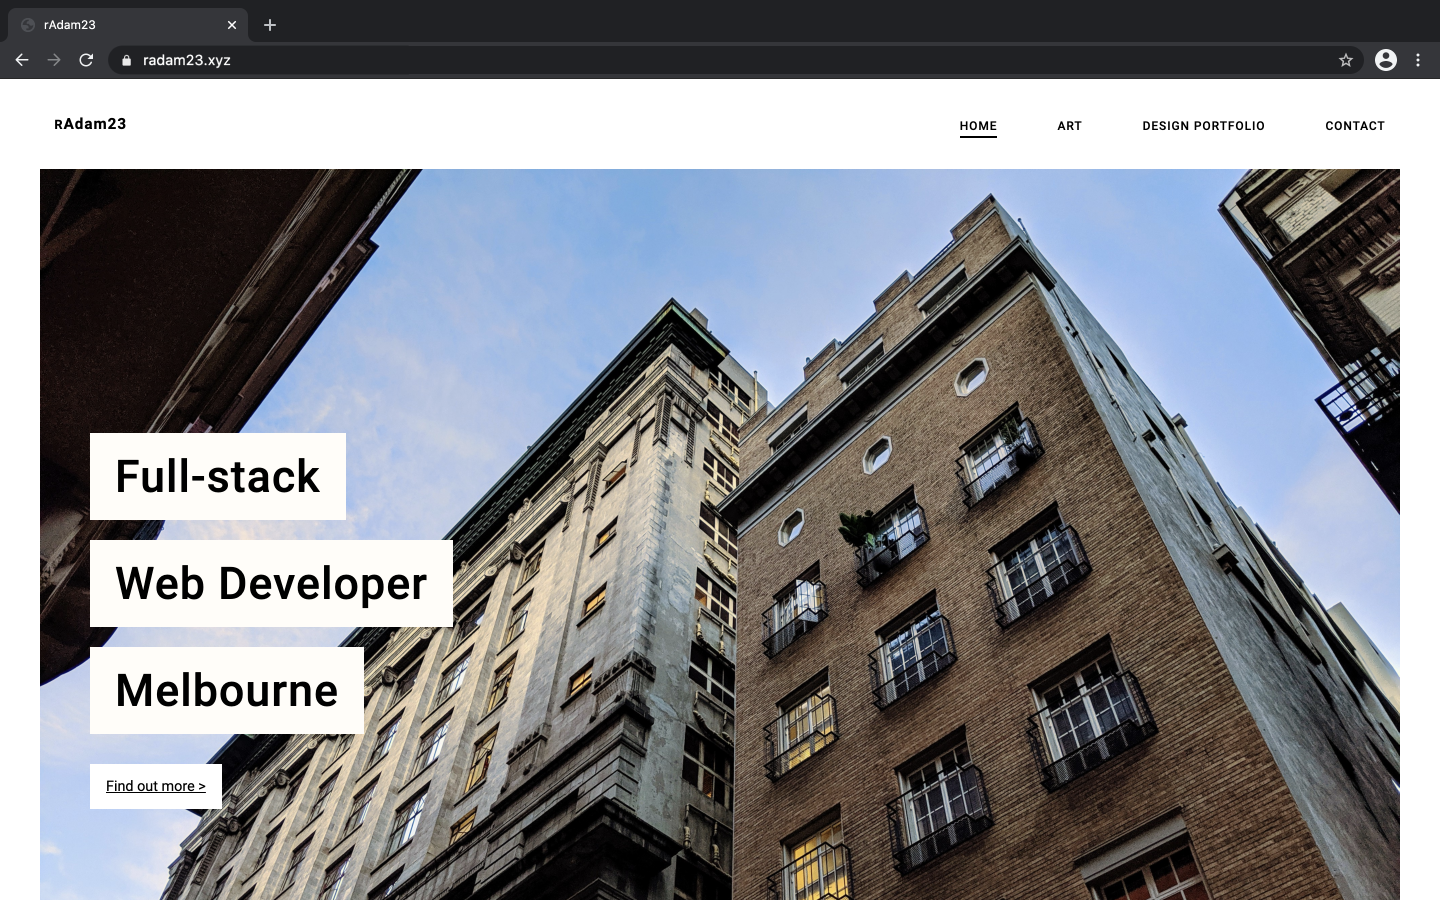 rAdam23
radam23.xyz
RAdam23
HOME
ART
DESIGN PORTFOLIO
CONTACT
Full-stack
Web Developer
Melbourne
Find out more >